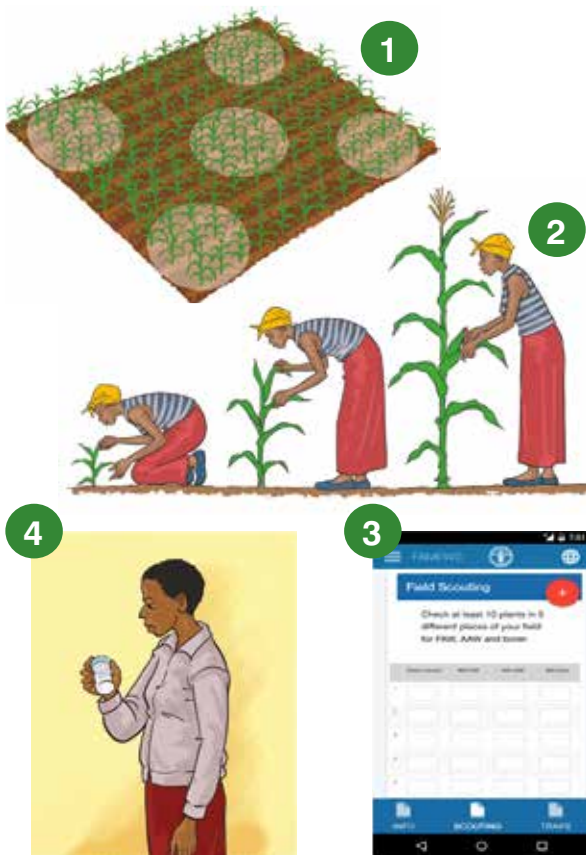 1
2
4
3
FAMEWS
Field Scouting
+
Check at least 10 plants in 5
different places of your field
for FAW, AAW and borer
INFO
SCOUTING
TRAPS